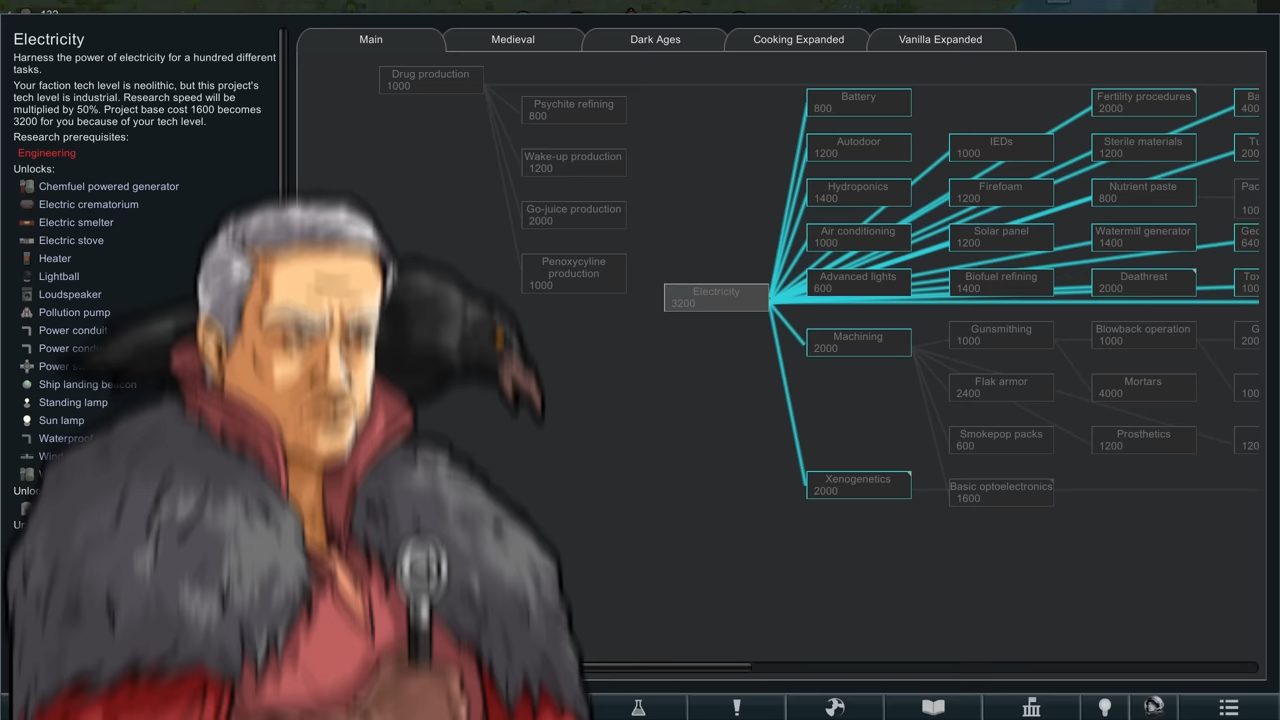 132
Electricity
Harness the power of electricity for a hundred different
tasks.
Your faction tech level is neolithic, but this project's
tech level is industrial. Research speed will be
multiplied by 50%. Project base cost 1600 becomes
3200 for you because of your tech level.
Research prerequisites:
Engineering
Unlocks:
Chemfuel powered generator
Electric crematorium
Electric smelter
Electric stove
Heater
Lightball
Loudspeaker
Pollution pump
Power conduit
Power
Power
Ship landing beacon
Standing lamp
Sun lamp
Main
Medieval
Dark Ages
Cooking Expanded
Vanilla Expanded
Drug production
1000
Psychite refining
800
Wake-up production
1200
Go-juice production
2000
Penoxycyline
production
1000
Electricity
3200
Battery
800
Autodoor
1200
Hydroponics
1400
Air conditioning
1000
Advanced lights
600
Machining
2000
Xenogenetics
2000
IEDs
1000
Firefoam
1200
Solar panel
1200
Biofuel refining
1400
Gunsmithing
1000
Flak armor
2400
Smokepop packs
600
Basic optoelectronics
1600
Fertility procedures
2000
Sterile materials
1200
Nutrient paste
800
Watermill generator
1400
Deathrest
2000
Blowback operation
1000
Mortars
4000
Prosthetics
1200